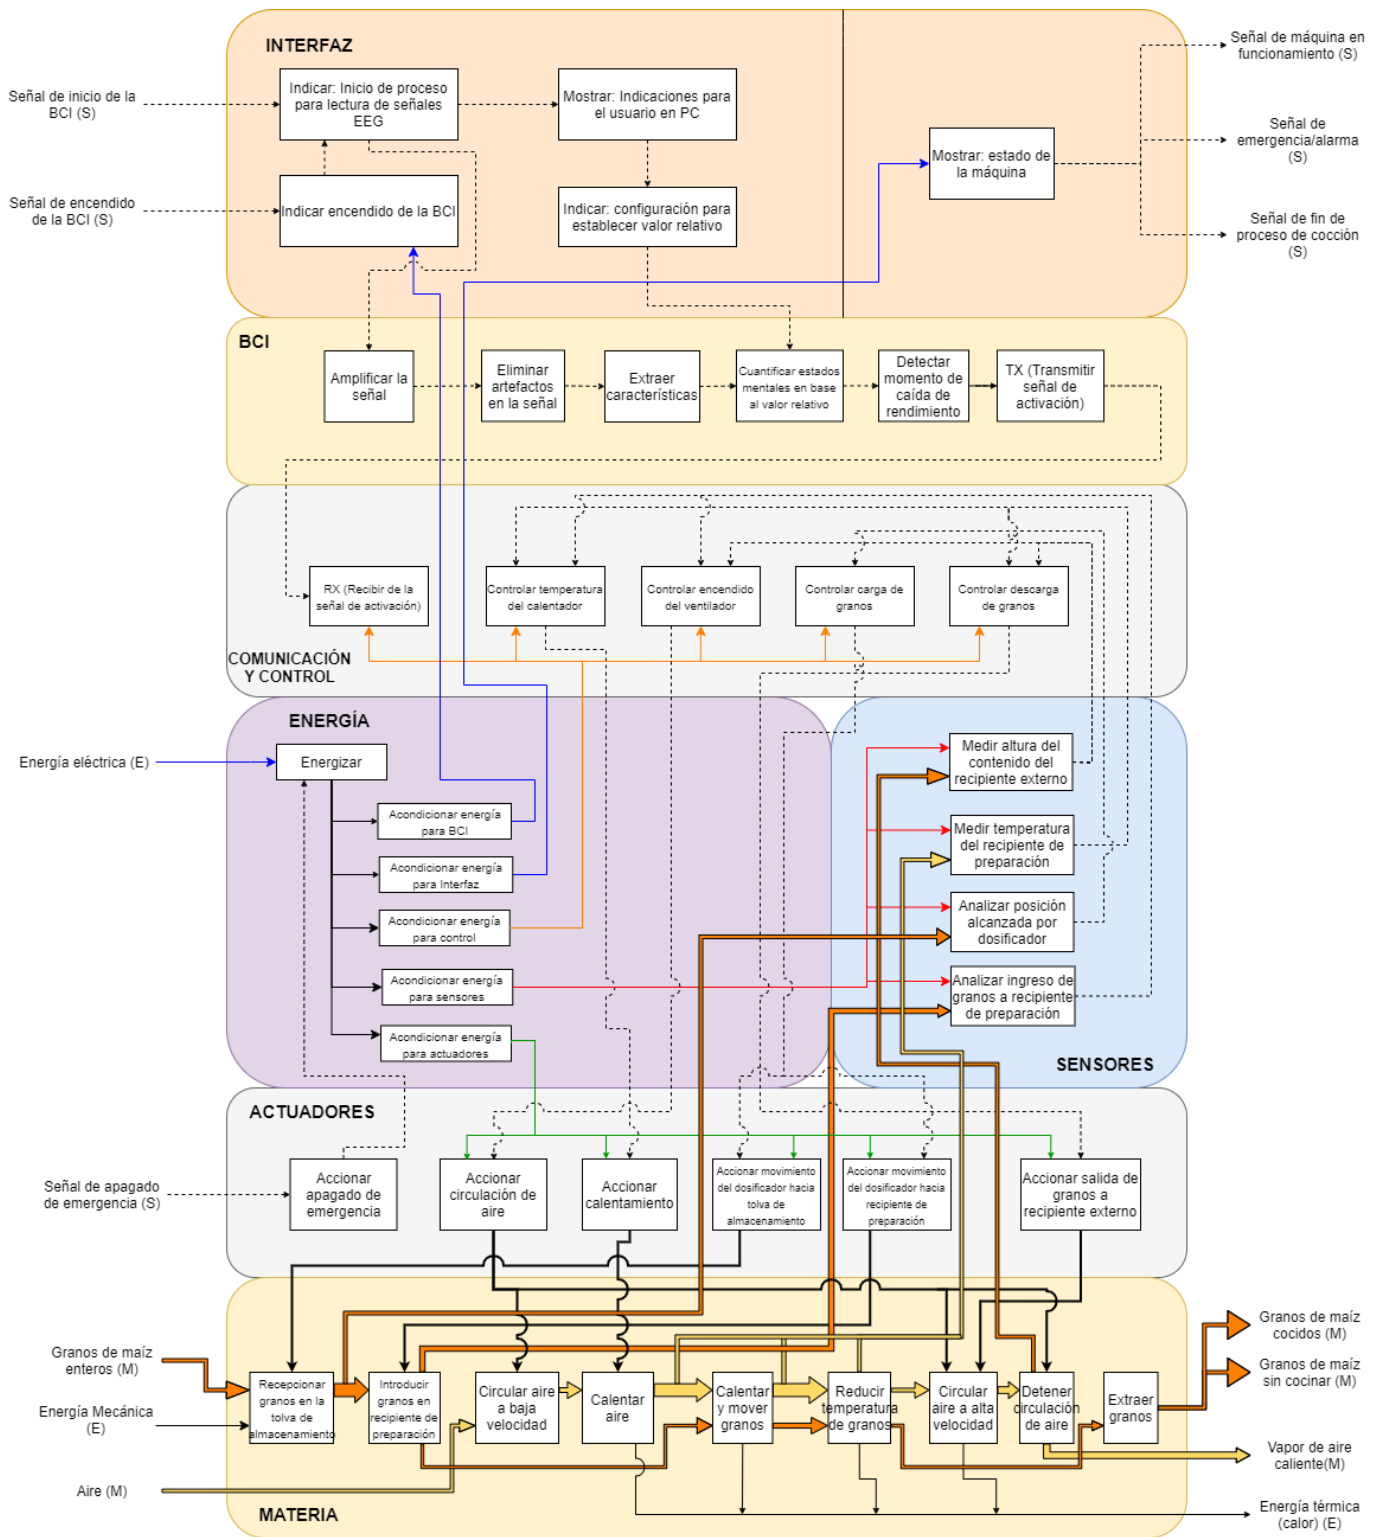 INTERFAZ
Señal de inicio de la
BCI (S)
Indicar: Inicio de proceso
para lectura de señales
EEG
Mostrar: Indicaciones para
el usuario en PC
Señal de máquina en
funcionamiento (S)
Mostrar: estado de
la máquina
Señal de
emergencia/alarma
(S)
Señal de encendido
de la BCI (S)
Indicar encendido de la BCI
Indicar: configuración para
establecer valor relativo
Señal de fin de
proceso de cocción
(S)
BCI
Amplificar la
señal
Eliminar
artefactos
en la señal
Extraer
características
Cuantificar estados
mentales en base
al valor relativo
Detectar
momento de
caída de
rendimiento
TX (Transmitir
señal de
activación)
RX (Recibir de la
señal de activación)
Controlar temperatura
del calentador
Controlar encendido
del ventilador
Controlar carga de
granos
Controlar descarga
de granos
COMUNICACIÓN
Y CONTROL
ENERGÍA
Energía eléctrica (E)
Energizar
Acondicionar energía
para BCI
Acondicionar energía
para Interfaz
Acondicionar energía
para control
Acondicionar energía
para sensores
Acondicionar energía
para actuadores
Medir altura del
contenido del
recipiente externo
Medir temperatura
del recipiente de
preparación
Analizar posición
alcanzada por
dosificador
Analizar ingreso de
granos a recipiente
de preparación
SENSORES
ACTUADORES
Señal de apagado
de emergencia (S)
Accionar
apagado de
emergencia
Accionar
circulación de
aire
Accionar
calentamiento
Accionar movimiento
del dosificador hacia
tolva de
almacenamiento
Accionar movimiento
del dosificador hacia
recipiente de
preparación
Accionar salida de
granos a
recipiente externo
Granos de maíz
enteros (M)
Energía Mecánica
(E)
Aire (M)
Recepcionar
granos en la tolva
de
almacenamiento
Introducir
granos en
recipiente de
preparación
Circular aire
a baja
velocidad
Calentar
aire
Calentar
y mover
granos
Reducir
temperatura
de granos
Circular
aire a alta
velocidad
Detener
circulación
de aire
Extraer
granos
Granos de maíz
cocidos (M)
Granos de maíz
sin cocinar (M)
Vapor de aire
caliente(M)
Energía térmica
(calor) (E)
MATERIA